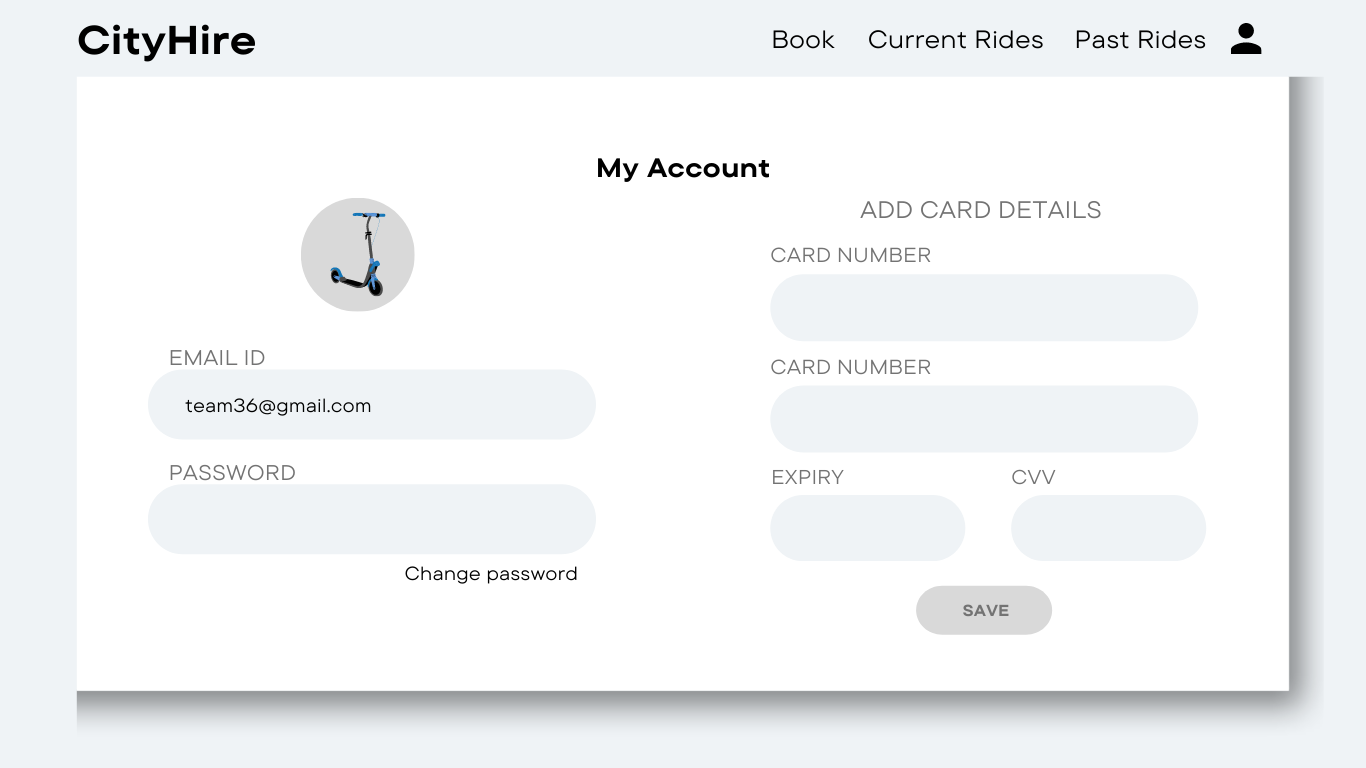 CityHire
Book Current Rides Past Rides
My Account
EMAIL ID
team36@gmail.com
PASSWORD
Change password
ADD CARD DETAILS
CARD NUMBER
CARD NUMBER
EXPIRY CVV
SAVE